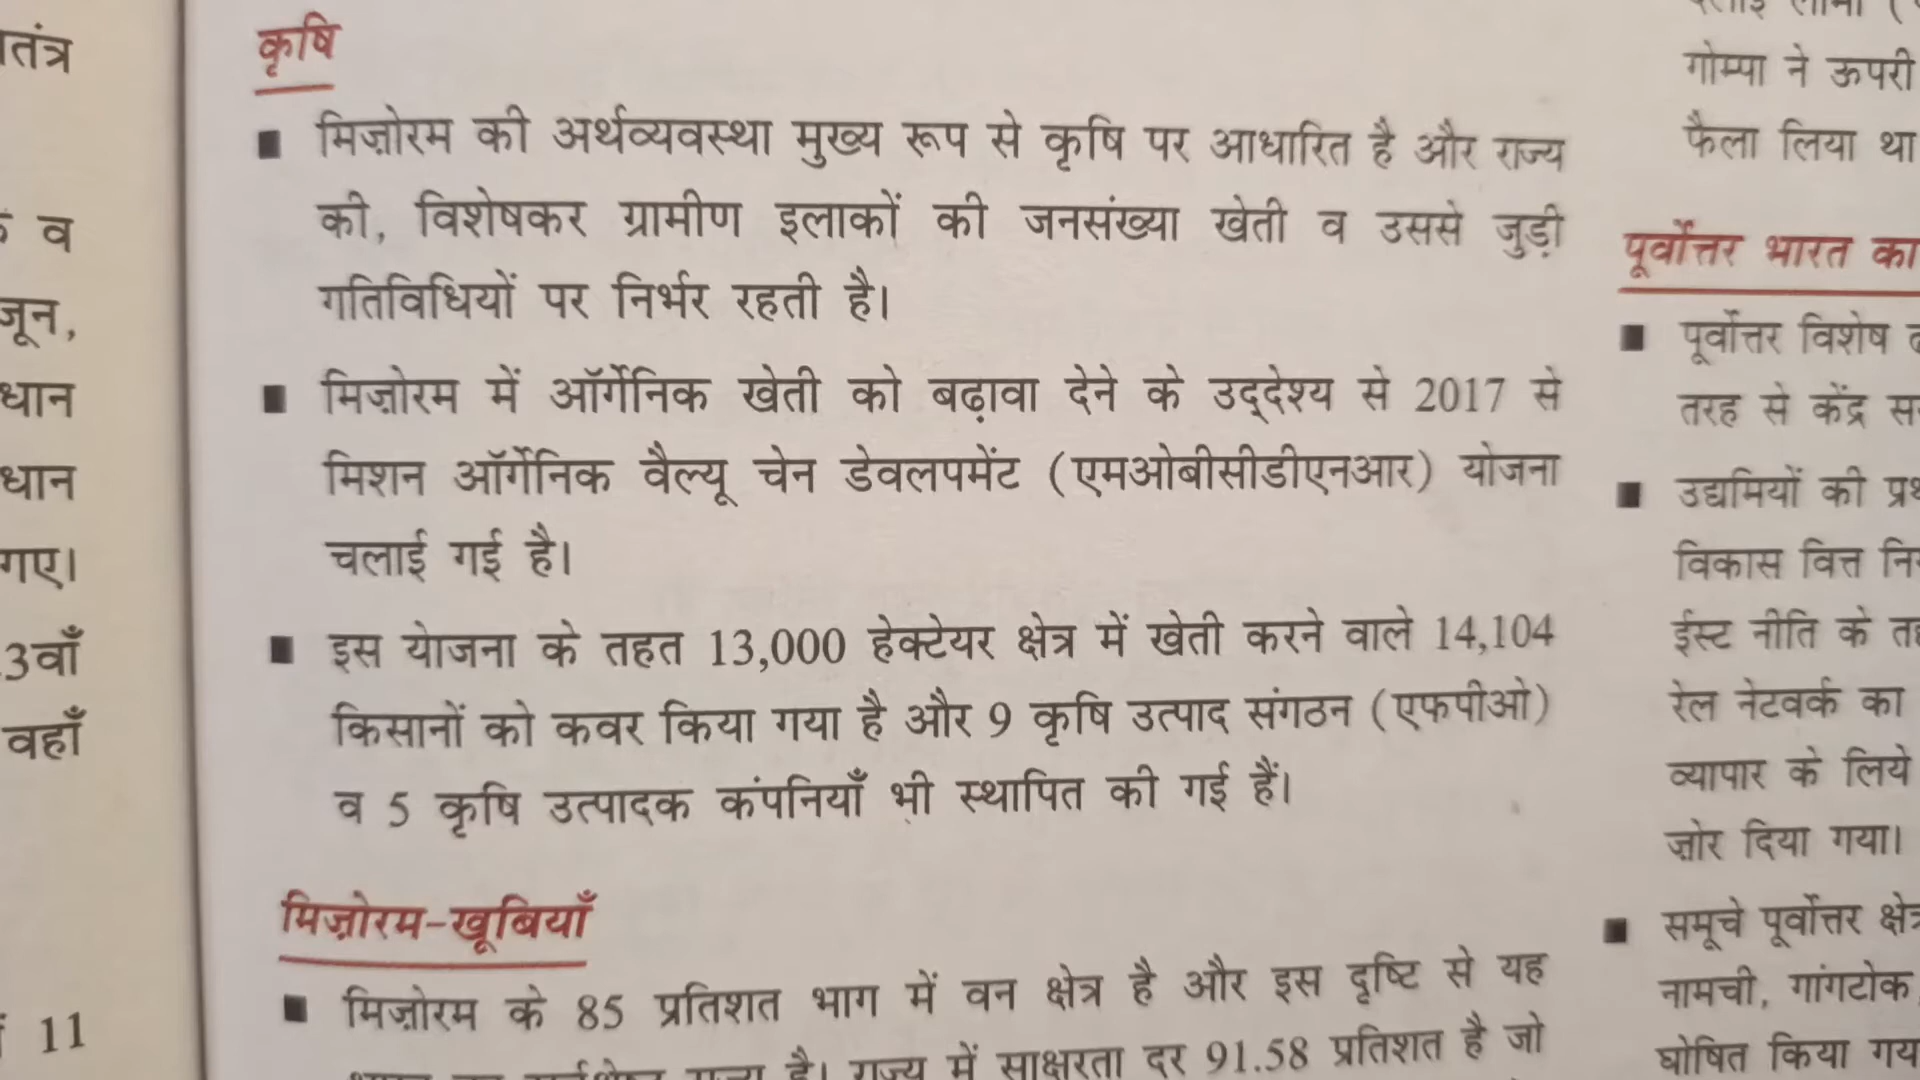 तंत्र
व
जून,
धान
धान
गए।
3वाँ
वहाँ
11
कृषि
■ मिज़ोरम की अर्थव्यवस्था मुख्य रूप से कृषि पर आधारित है और राज्य
की, विशेषकर ग्रामीण इलाकों की जनसंख्या खेती व उससे जुड़ी
गतिविधियों पर निर्भर रहती है।
■ मिज़ोरम में ऑर्गेनिक खेती को बढ़ावा देने के उद्देश्य से 2017 से
मिशन ऑर्गेनिक वैल्यू चेन डेवलपमेंट (एमओबीसीडीएनआर) योजना
चलाई गई है।
■ इस योजना के तहत 13,000 हेक्टेयर क्षेत्र में खेती करने वाले 14,104
किसानों को कवर किया गया है और 9 कृषि उत्पाद संगठन (एफपीओ)
व 5 कृषि उत्पादक कंपनियाँ भी स्थापित की गई हैं।
मिज़ोरम-खूबियाँ
■ मिज़ोरम के 85 प्रतिशत भाग में वन क्षेत्र है और इस दृष्टि से यह
राज्य है। राज्य में साक्षरता दर 91.58 प्रतिशत है जो
गोम्पा ने ऊपरी
फैला लिया था
पूर्वोत्तर भारत का
■ पूर्वोत्तर विशेष
तरह से केंद्र
■ उद्यमियों की
विकास वित्त
ईस्ट नीति के
रेल नेटवर्क का
व्यापार के लिये
ज़ोर दिया गया।
■ समूचे पूर्वोत्तर क्षेत्र
नामची, गांगटोक
घोषित किया गय